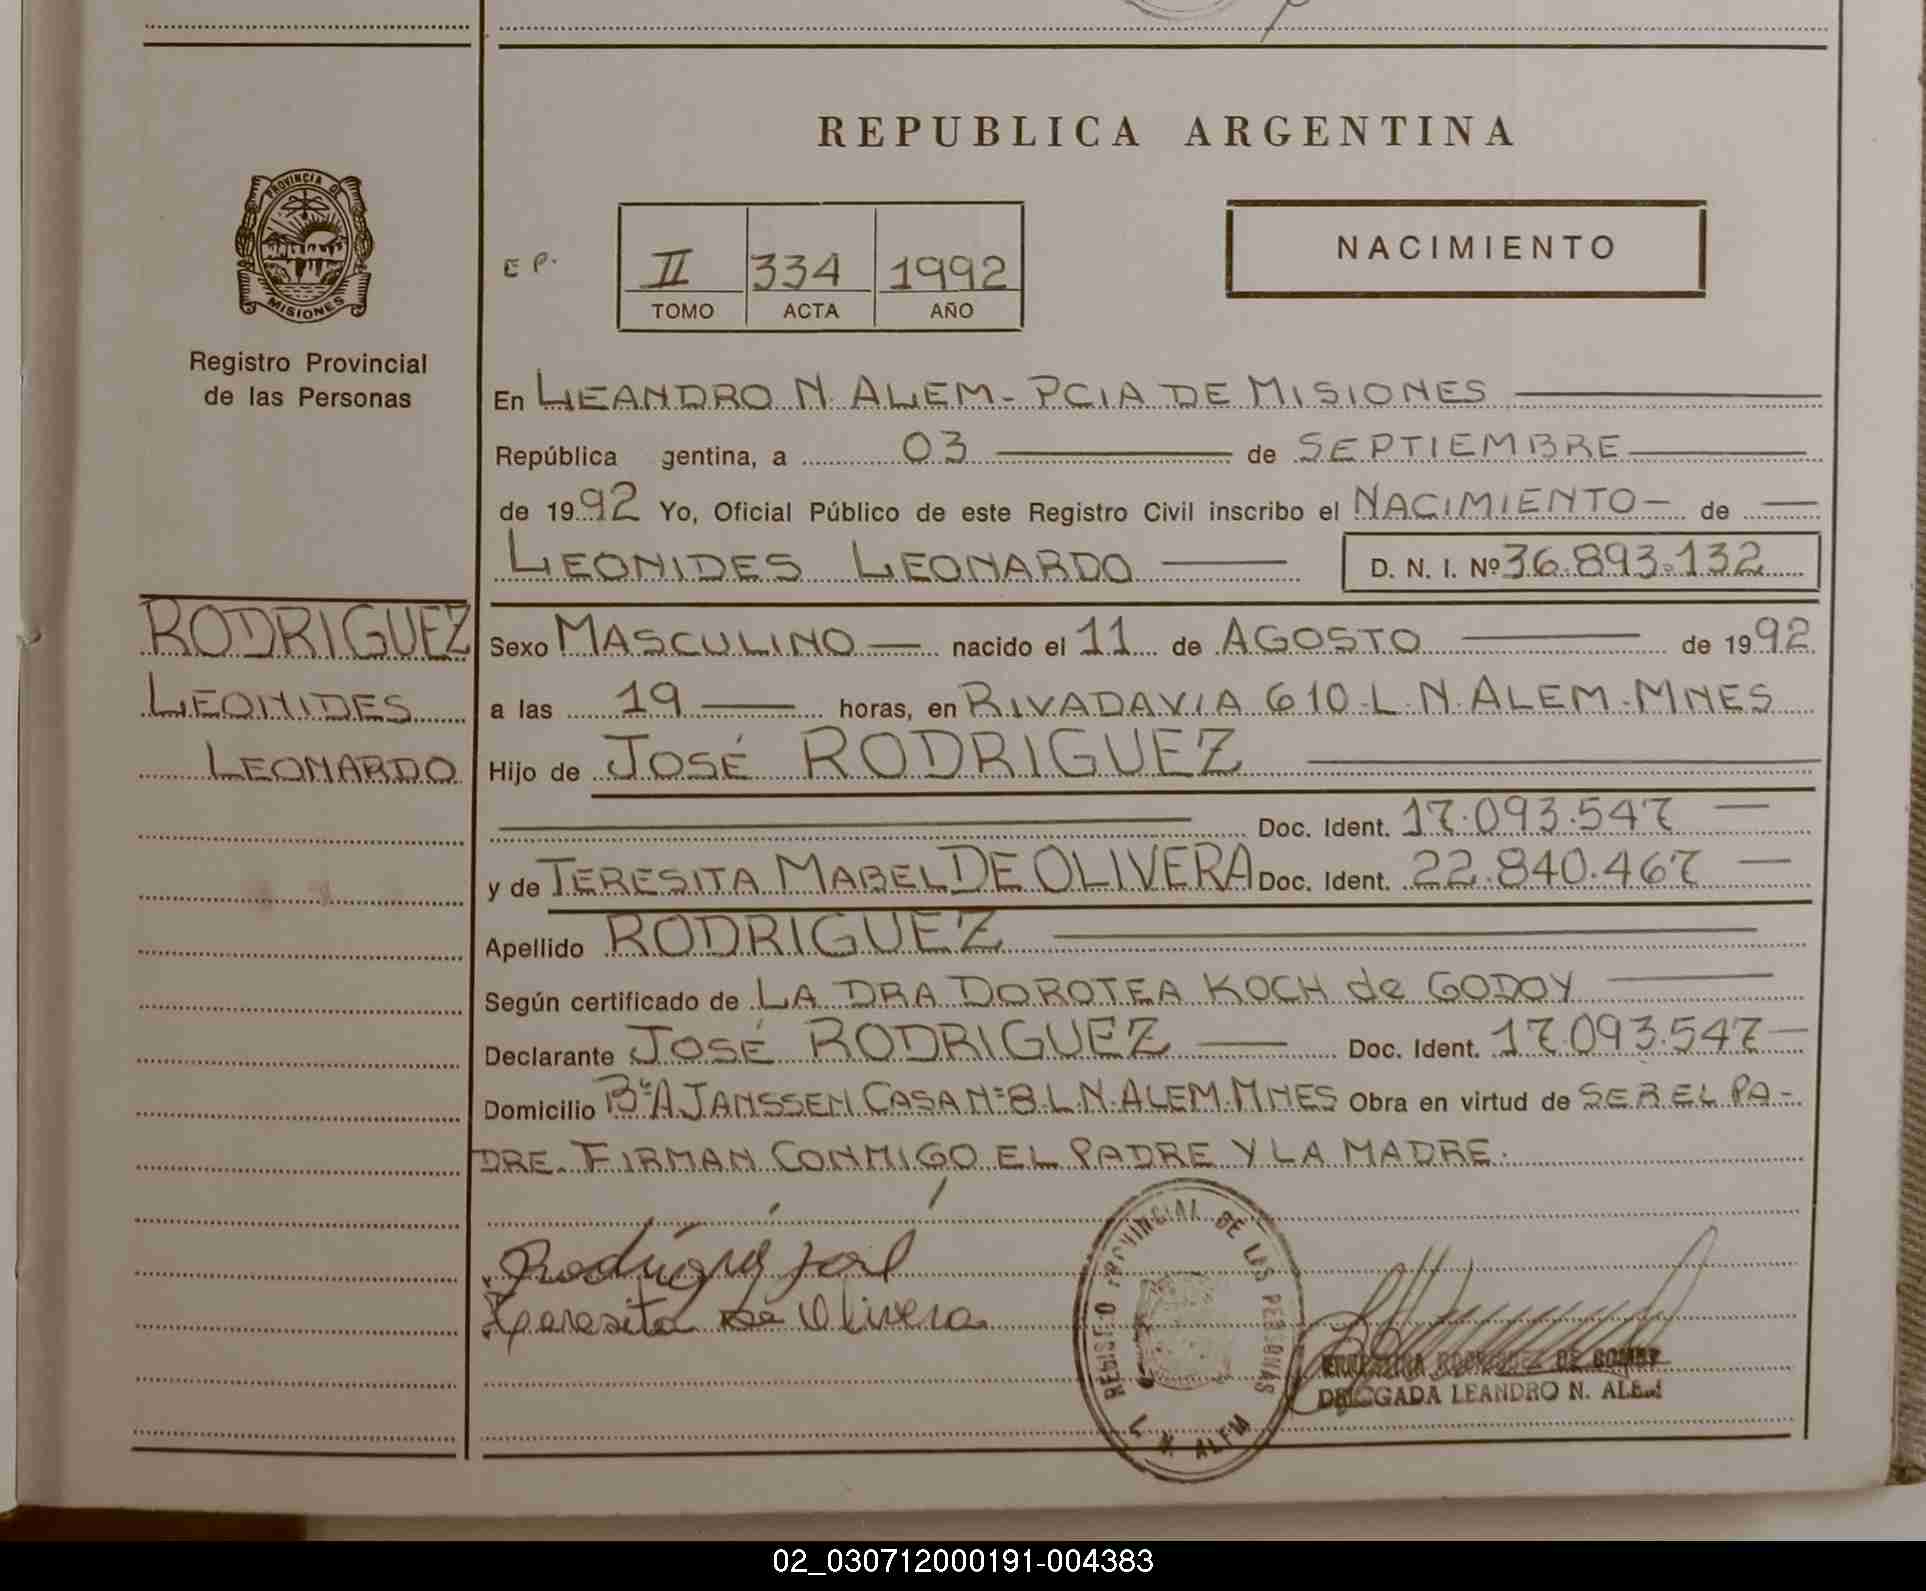 REPUBLICA ARGENTINA
PROVINCIA DE
MISIONES
Registro Provincial
de las Personas
E P.
II 334 1992
TOMO ACTA AÑO
NACIMIENTO
En LEANDRO N. ALEM - PCIA DE MISIONES
República gentina, a 03 de SEPTIEMBRE
de 1992 Yo, Oficial Público de este Registro Civil inscribo el NACIMIENTO - de
LEONIDES LEONARDO D. N. I. Nº 36.893.132
RODRIGUEZ
LEONIDES
LEONARDO
Sexo MASCULINO nacido el 11 de AGOSTO de 1992
a las 19 horas, en RIVADAVIA 610-L.N.ALEM-MNES
Hijo de JOSÉ RODRIGUEZ
Doc. Ident. 17.093.547
y de TERESITA MABEL DE OLIVERA Doc. Ident. 22.840.467
Apellido RODRIGUEZ
Según certificado de LA DRA DOROTEA KOCH de GODOY
Declarante JOSÉ RODRIGUEZ Doc. Ident. 17.093.547
Domicilio Bº A.JANSSEN CASA Nº 8.L.N.ALEM.MNES Obra en virtud de SER EL PA-
DRE. FIRMAN CONMIGO EL PADRE Y LA MADRE.
Rodriguez José
Teresita De Olivera
REGISTRO PROVINCIAL DE LAS PERSONAS
L. N. ALEM
RODRIGUEZ DE
DELEGADA LEANDRO N. ALEM
02_030712000191-004383